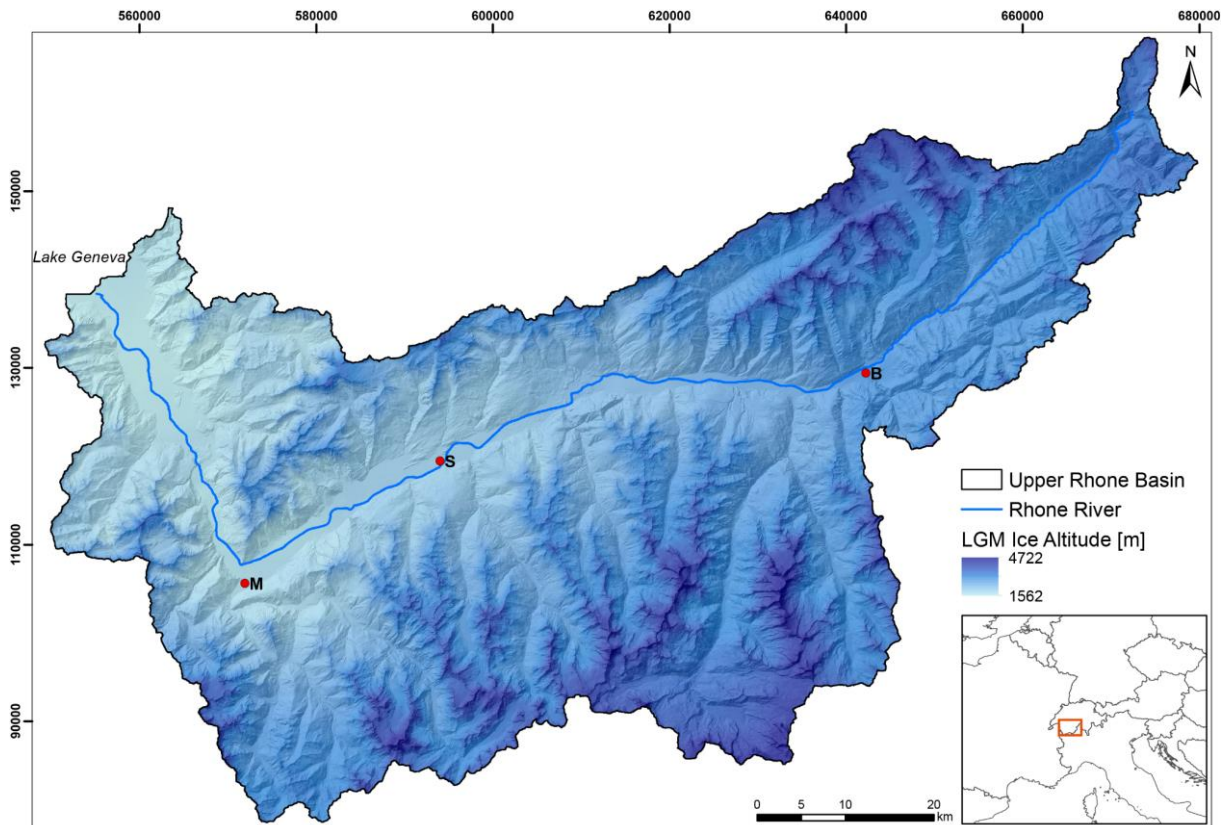 560000 580000 600000 620000 640000 660000 680000
N
150000
Lake Geneva
130000
B
S
Upper Rhone Basin
Rhone River
LGM Ice Altitude [m]
4722
1562
110000
M
90000
0 5 10 20
km